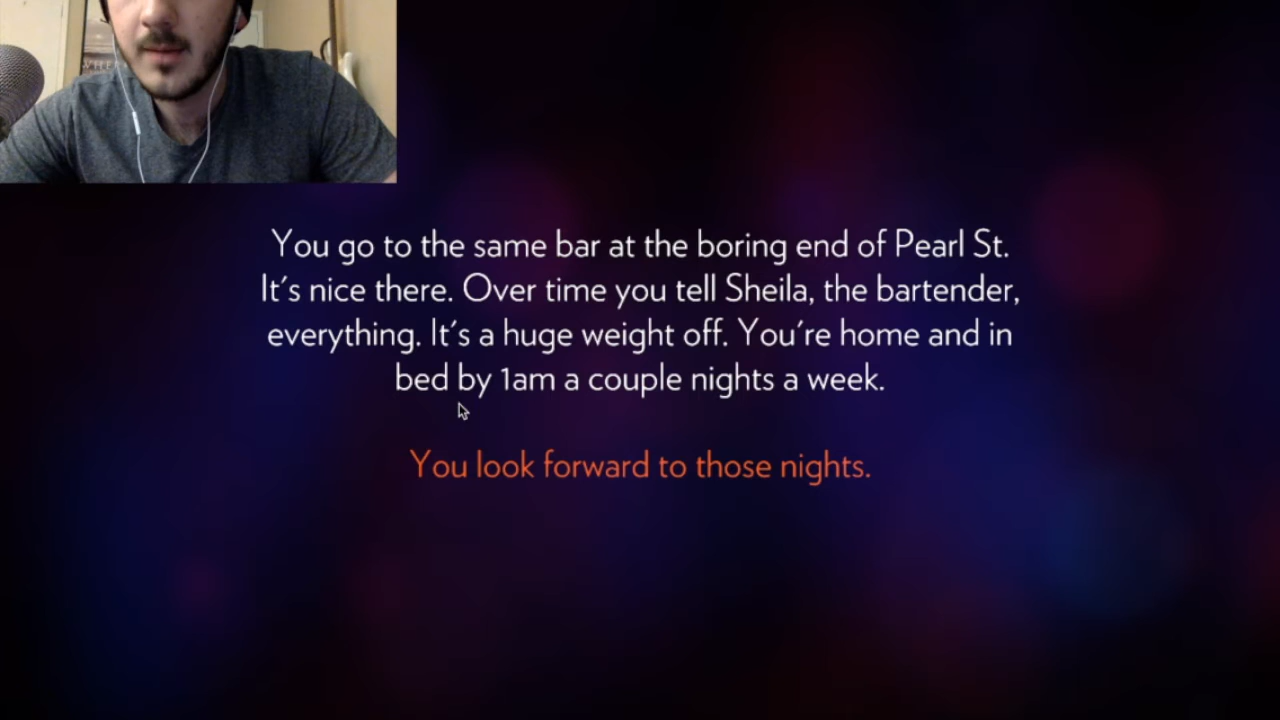 You go to the same bar at the boring end of Pearl St.
It's nice there. Over time you tell Sheila, the bartender,
everything. It's a huge weight off. You're home and in
bed by 1am a couple nights a week.
You look forward to those nights.